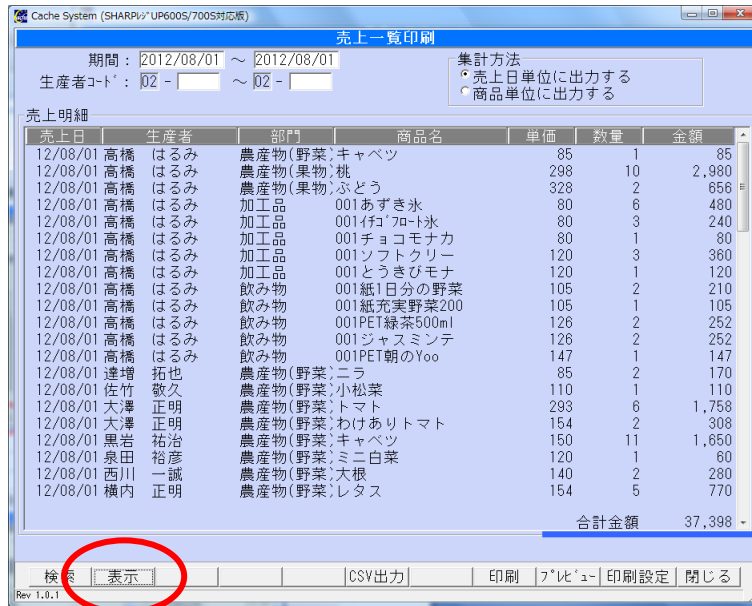 Cache System (SHARPﾚｼﾞUP600S/700S対応版)
売上一覧印刷
期間： 2012/08/01 ～ 2012/08/01
集計方法
生産者ｺｰﾄﾞ： 02 - ～ 02 -
売上日単位に出力する
商品単位に出力する
売上明細
売上日 生産者 部門 商品名 単価 数量 金額
12/08/01 高橋 はるみ 農産物(野菜) キャベツ 85 1 85
12/08/01 高橋 はるみ 農産物(果物) 桃 298 10 2,980
12/08/01 高橋 はるみ 農産物(果物) ぶどう 328 2 656
12/08/01 高橋 はるみ 加工品 001あずき氷 80 6 480
12/08/01 高橋 はるみ 加工品 001ｲﾁｺﾞﾌﾛｰﾄ氷 80 3 240
12/08/01 高橋 はるみ 加工品 001チョコモナカ 80 1 80
12/08/01 高橋 はるみ 加工品 001ソフトクリー 120 3 360
12/08/01 高橋 はるみ 加工品 001とうきびモナ 120 1 120
12/08/01 高橋 はるみ 飲み物 001紙1日分の野菜 105 2 210
12/08/01 高橋 はるみ 飲み物 001紙充実野菜200 105 1 105
12/08/01 高橋 はるみ 飲み物 001PET緑茶500ml 126 2 252
12/08/01 高橋 はるみ 飲み物 001ジャスミンテ 126 2 252
12/08/01 高橋 はるみ 飲み物 001PET朝のYoo 147 1 147
12/08/01 達増 拓也 農産物(野菜) ニラ 85 2 170
12/08/01 佐竹 敬久 農産物(野菜) 小松菜 110 1 110
12/08/01 大澤 正明 農産物(野菜) トマト 293 6 1,758
12/08/01 大澤 正明 農産物(野菜) わけありトマト 154 2 308
12/08/01 黒岩 祐治 農産物(野菜) キャベツ 150 11 1,650
12/08/01 泉田 裕彦 農産物(野菜) ミニ白菜 120 1 60
12/08/01 西川 一誠 農産物(野菜) 大根 140 2 280
12/08/01 横内 正明 農産物(野菜) レタス 154 5 770
合計金額 37,398
検索 表示 CSV出力 印刷 ﾌﾟﾚﾋﾞｭｰ 印刷設定 閉じる
Rev 1.0.1